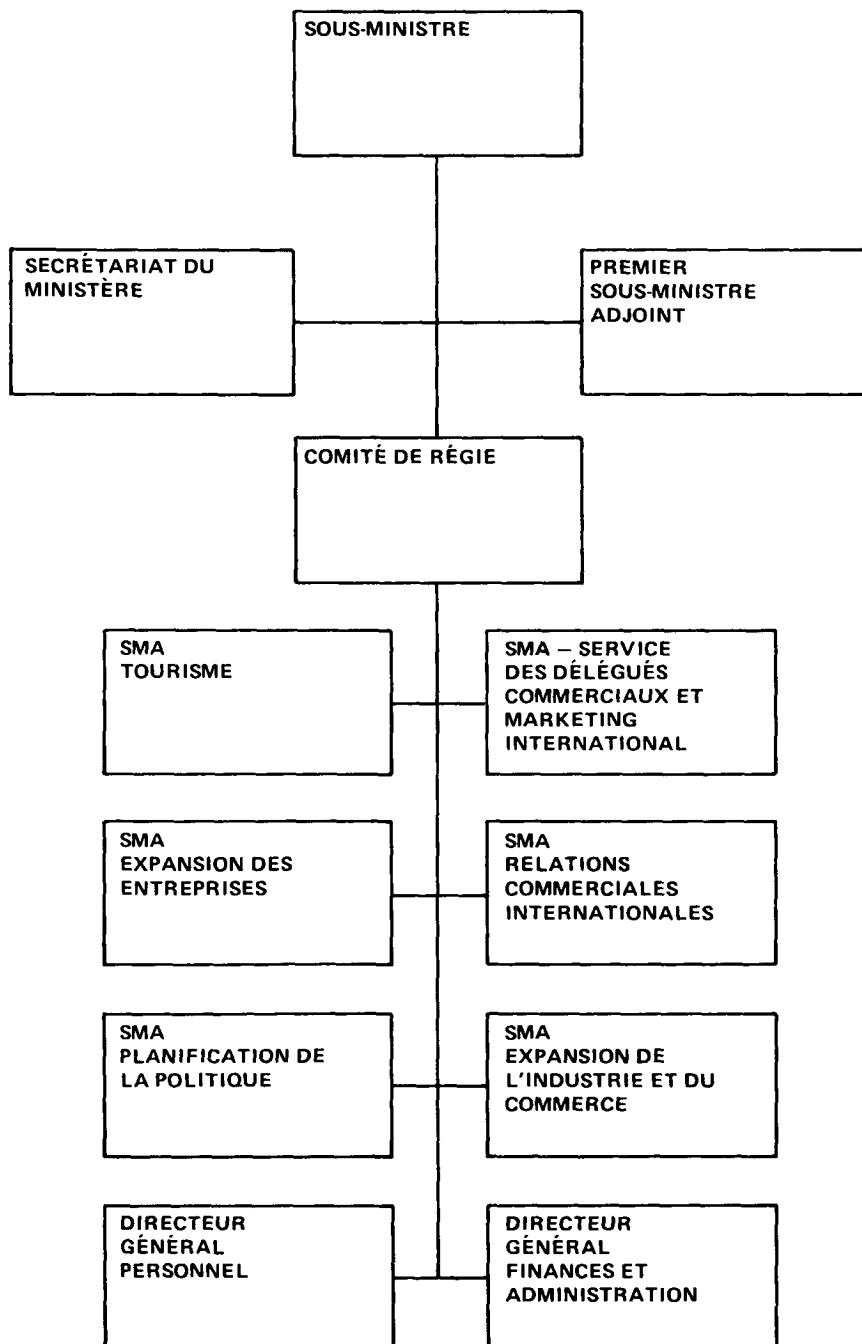 SOUS-MINISTRE
SECRÉTARIAT DU
MINISTÈRE
PREMIER
SOUS-MINISTRE
ADJOINT
COMITÉ DE RÉGIE
SMA
TOURISME
SMA – SERVICE
DES DÉLÉGUÉS
COMMERCIAUX ET
MARKETING
INTERNATIONAL
SMA
EXPANSION DES
ENTREPRISES
SMA
RELATIONS
COMMERCIALES
INTERNATIONALES
SMA
PLANIFICATION DE
LA POLITIQUE
SMA
EXPANSION DE
L'INDUSTRIE ET DU
COMMERCE
DIRECTEUR
GÉNÉRAL
PERSONNEL
DIRECTEUR
GÉNÉRAL
FINANCES ET
ADMINISTRATION